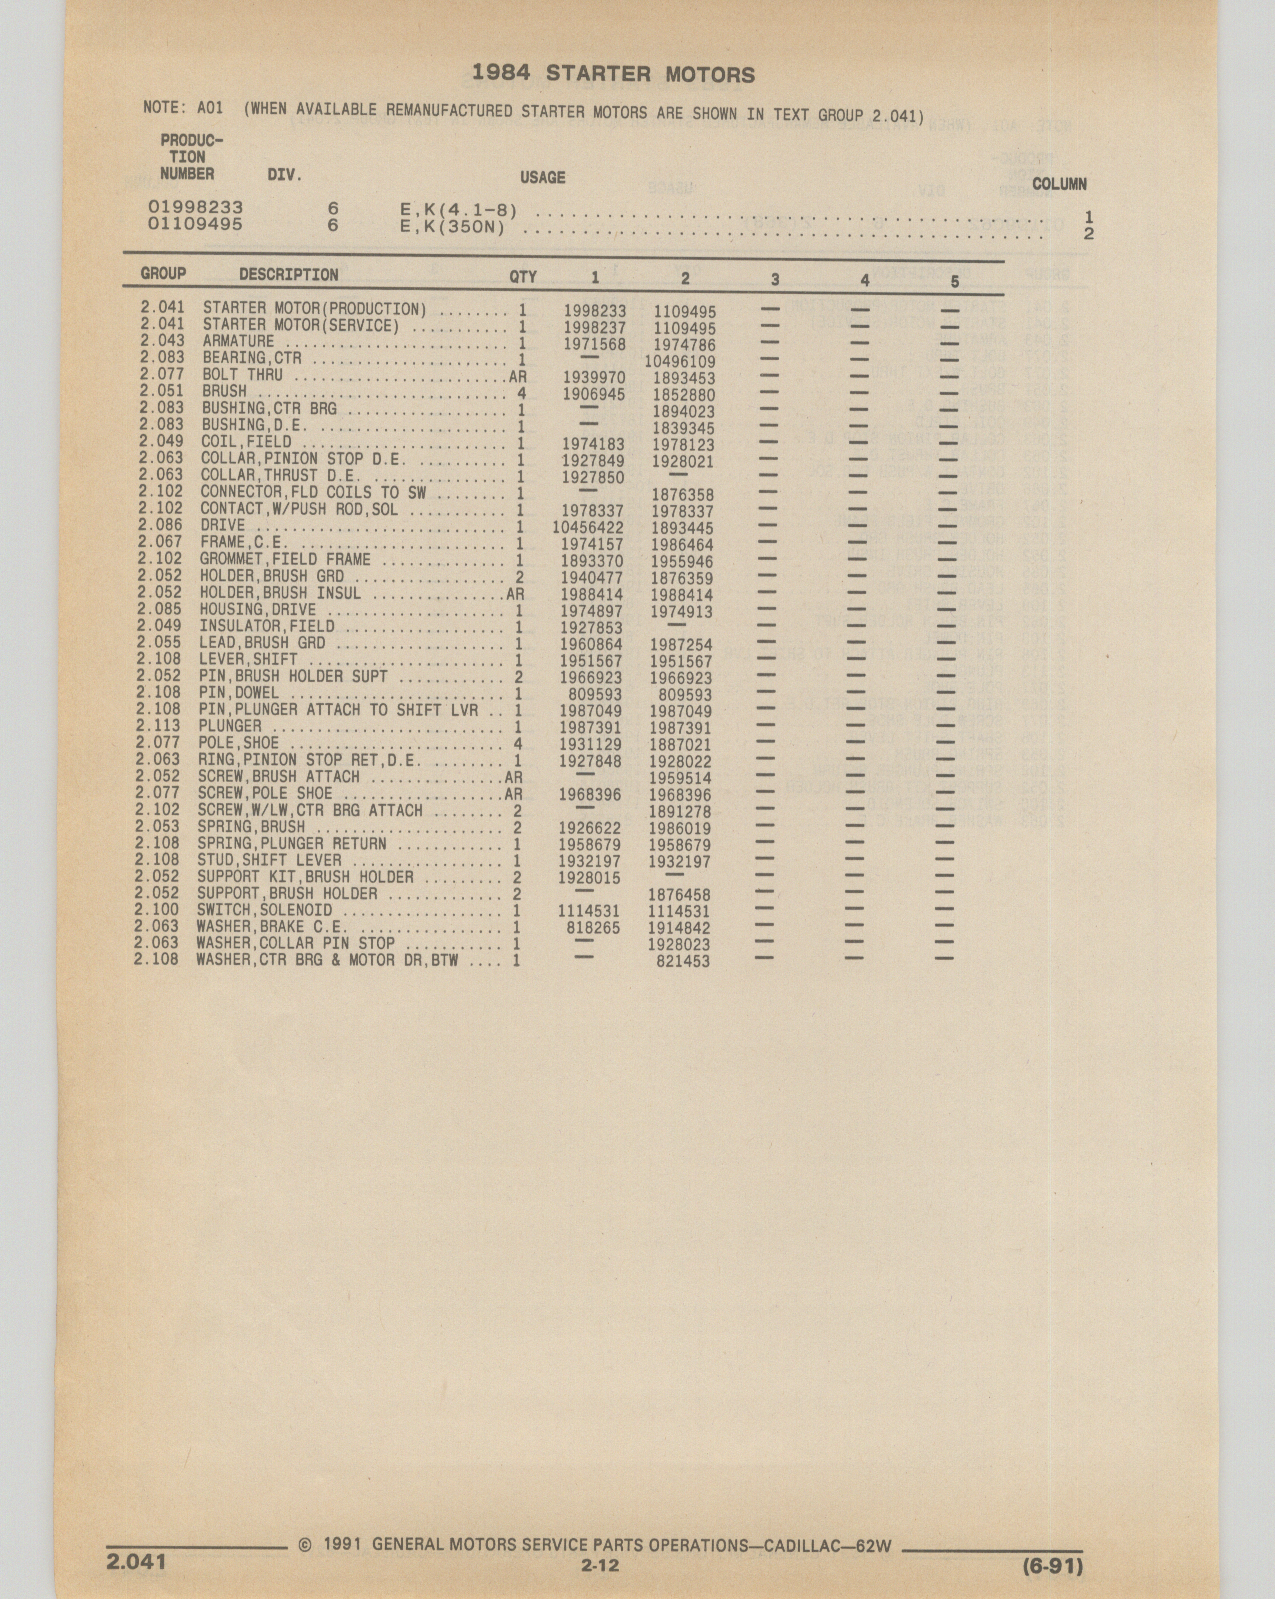 1984 STARTER MOTORS
NOTE: A01 (WHEN AVAILABLE REMANUFACTURED STARTER MOTORS ARE SHOWN IN TEXT GROUP 2.041)
PRODUC-
TION
NUMBER DIV. USAGE COLUMN
01998233 6 E,K(4.1-8) ........................................ 1
01109495 6 E,K(350N) ......................................... 2
GROUP DESCRIPTION QTY 1 2 3 4 5
2.041 STARTER MOTOR(PRODUCTION) ........ 1 1998233 1109495 — — —
2.041 STARTER MOTOR(SERVICE) ........... 1 1998237 1109495 — — —
2.043 ARMATURE ......................... 1 1971568 1974786 — — —
2.083 BEARING,CTR ...................... 1 — 10496109 — — —
2.077 BOLT THRU ........................AR 1939970 1893453 — — —
2.051 BRUSH ............................ 4 1906945 1852880 — — —
2.083 BUSHING,CTR BRG .................. 1 — 1894023 — — —
2.083 BUSHING,D.E. ..................... 1 — 1839345 — — —
2.049 COIL,FIELD ....................... 1 1974183 1978123 — — —
2.063 COLLAR,PINION STOP D.E. .......... 1 1927849 1928021 — — —
2.063 COLLAR,THRUST D.E. ............... 1 1927850 — — — —
2.102 CONNECTOR,FLD COILS TO SW ........ 1 — 1876358 — — —
2.102 CONTACT,W/PUSH ROD,SOL ........... 1 1978337 1978337 — — —
2.086 DRIVE ............................ 1 10456422 1893445 — — —
2.067 FRAME,C.E. ....................... 1 1974157 1986464 — — —
2.102 GROMMET,FIELD FRAME .............. 1 1893370 1955946 — — —
2.052 HOLDER,BRUSH GRD ................. 2 1940477 1876359 — — —
2.052 HOLDER,BRUSH INSUL ...............AR 1988414 1988414 — — —
2.085 HOUSING,DRIVE .................... 1 1974897 1974913 — — —
2.049 INSULATOR,FIELD .................. 1 1927853 — — — —
2.055 LEAD,BRUSH GRD ................... 1 1960864 1987254 — — —
2.108 LEVER,SHIFT ...................... 1 1951567 1951567 — — —
2.052 PIN,BRUSH HOLDER SUPT ............ 2 1966923 1966923 — — —
2.108 PIN,DOWEL ........................ 1 809593 809593 — — —
2.108 PIN,PLUNGER ATTACH TO SHIFT LVR .. 1 1987049 1987049 — — —
2.113 PLUNGER .......................... 1 1987391 1987391 — — —
2.077 POLE,SHOE ........................ 4 1931129 1887021 — — —
2.063 RING,PINION STOP RET,D.E. ........ 1 1927848 1928022 — — —
2.052 SCREW,BRUSH ATTACH ...............AR — 1959514 — — —
2.077 SCREW,POLE SHOE ..................AR 1968396 1968396 — — —
2.102 SCREW,W/LW,CTR BRG ATTACH ........ 2 — 1891278 — — —
2.053 SPRING,BRUSH ..................... 2 1926622 1986019 — — —
2.108 SPRING,PLUNGER RETURN ............ 1 1958679 1958679 — — —
2.108 STUD,SHIFT LEVER ................. 1 1932197 1932197 — — —
2.052 SUPPORT KIT,BRUSH HOLDER ......... 2 1928015 — — — —
2.052 SUPPORT,BRUSH HOLDER ............. 2 — 1876458 — — —
2.100 SWITCH,SOLENOID .................. 1 1114531 1114531 — — —
2.063 WASHER,BRAKE C.E. ................ 1 818265 1914842 — — —
2.063 WASHER,COLLAR PIN STOP ........... 1 — 1928023 — — —
2.108 WASHER,CTR BRG & MOTOR DR,BTW .... 1 — 821453 — — —
© 1991 GENERAL MOTORS SERVICE PARTS OPERATIONS—CADILLAC—62W
2.041 2-12 (6-91)